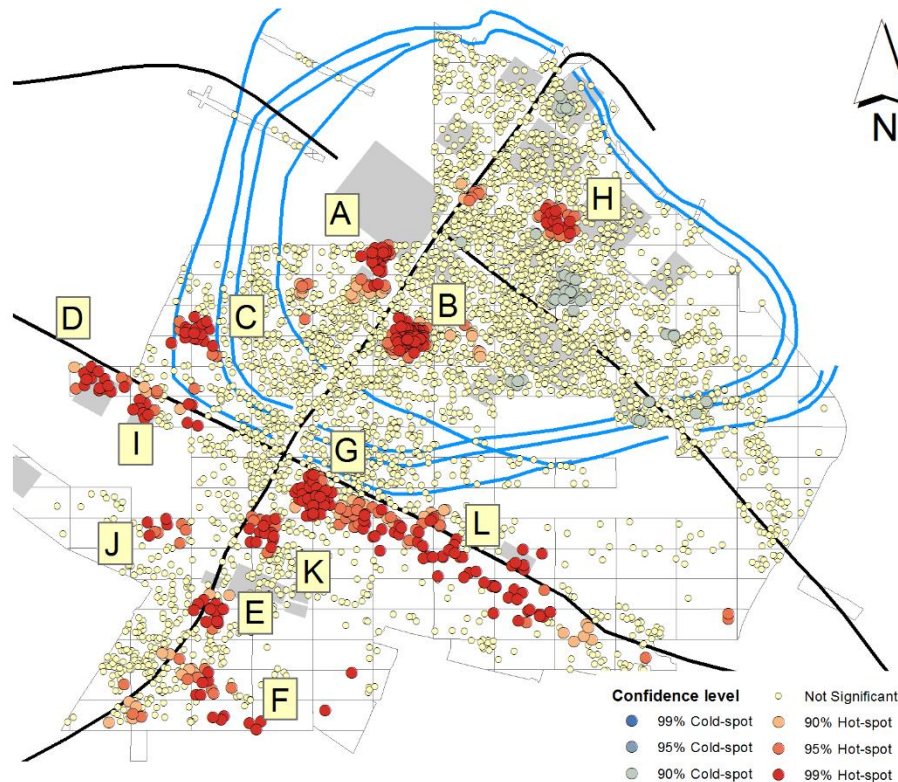 N
A
H
B
D
C
I
G
L
J
K
E
F
Confidence level
Not Significant
99% Cold-spot
90% Hot-spot
95% Cold-spot
95% Hot-spot
90% Cold-spot
99% Hot-spot